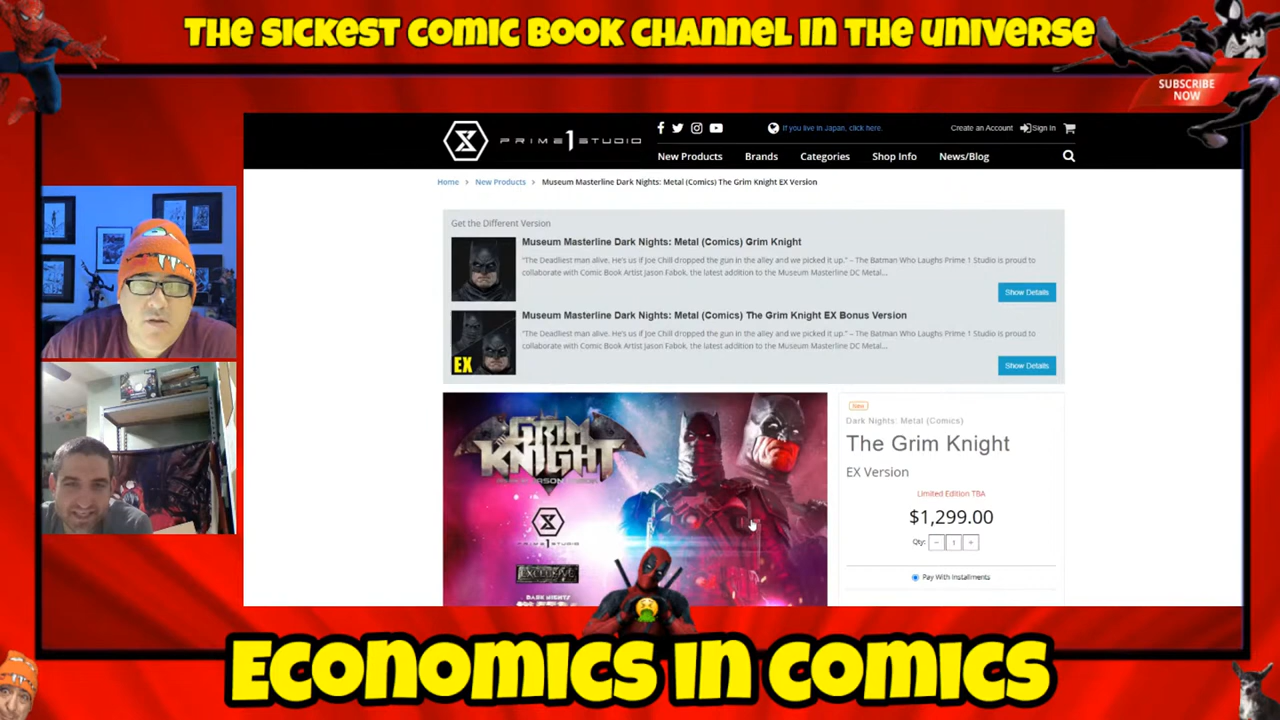 THE SICKEST COMIC BOOK CHANNEL IN THE UNIVERSE
SUBSCRIBE
NOW
PRIME 1 STUDIO
If you live in Japan, click here.
Create an Account
Sign In
New Products
Brands
Categories
Shop Info
News/Blog
Home > New Products > Museum Masterline Dark Nights: Metal (Comics) The Grim Knight EX Version
Get the Different Version
Museum Masterline Dark Nights: Metal (Comics) Grim Knight
"The Deadliest man alive. He's us if Joe Chill dropped the gun in the alley and we picked it up." – The Batman Who Laughs Prime 1 Studio is proud to
collaborate with Comic Book Artist Jason Fabok, the latest addition to the Museum Masterline DC Metal...
Show Details
Museum Masterline Dark Nights: Metal (Comics) The Grim Knight EX Bonus Version
"The Deadliest man alive. He's us if Joe Chill dropped the gun in the alley and we picked it up." – The Batman Who Laughs Prime 1 Studio is proud to
collaborate with Comic Book Artist Jason Fabok, the latest addition to the Museum Masterline DC Metal...
EX
Show Details
GRIM
KNIGHT
PRIME 1 STUDIO
EXCLUSIVE
DARK NIGHTS
New
Dark Nights: Metal (Comics)
The Grim Knight
EX Version
Limited Edition TBA
$1,299.00
Qty: − 1 +
Pay With Installments
ECONOMICS IN COMICS